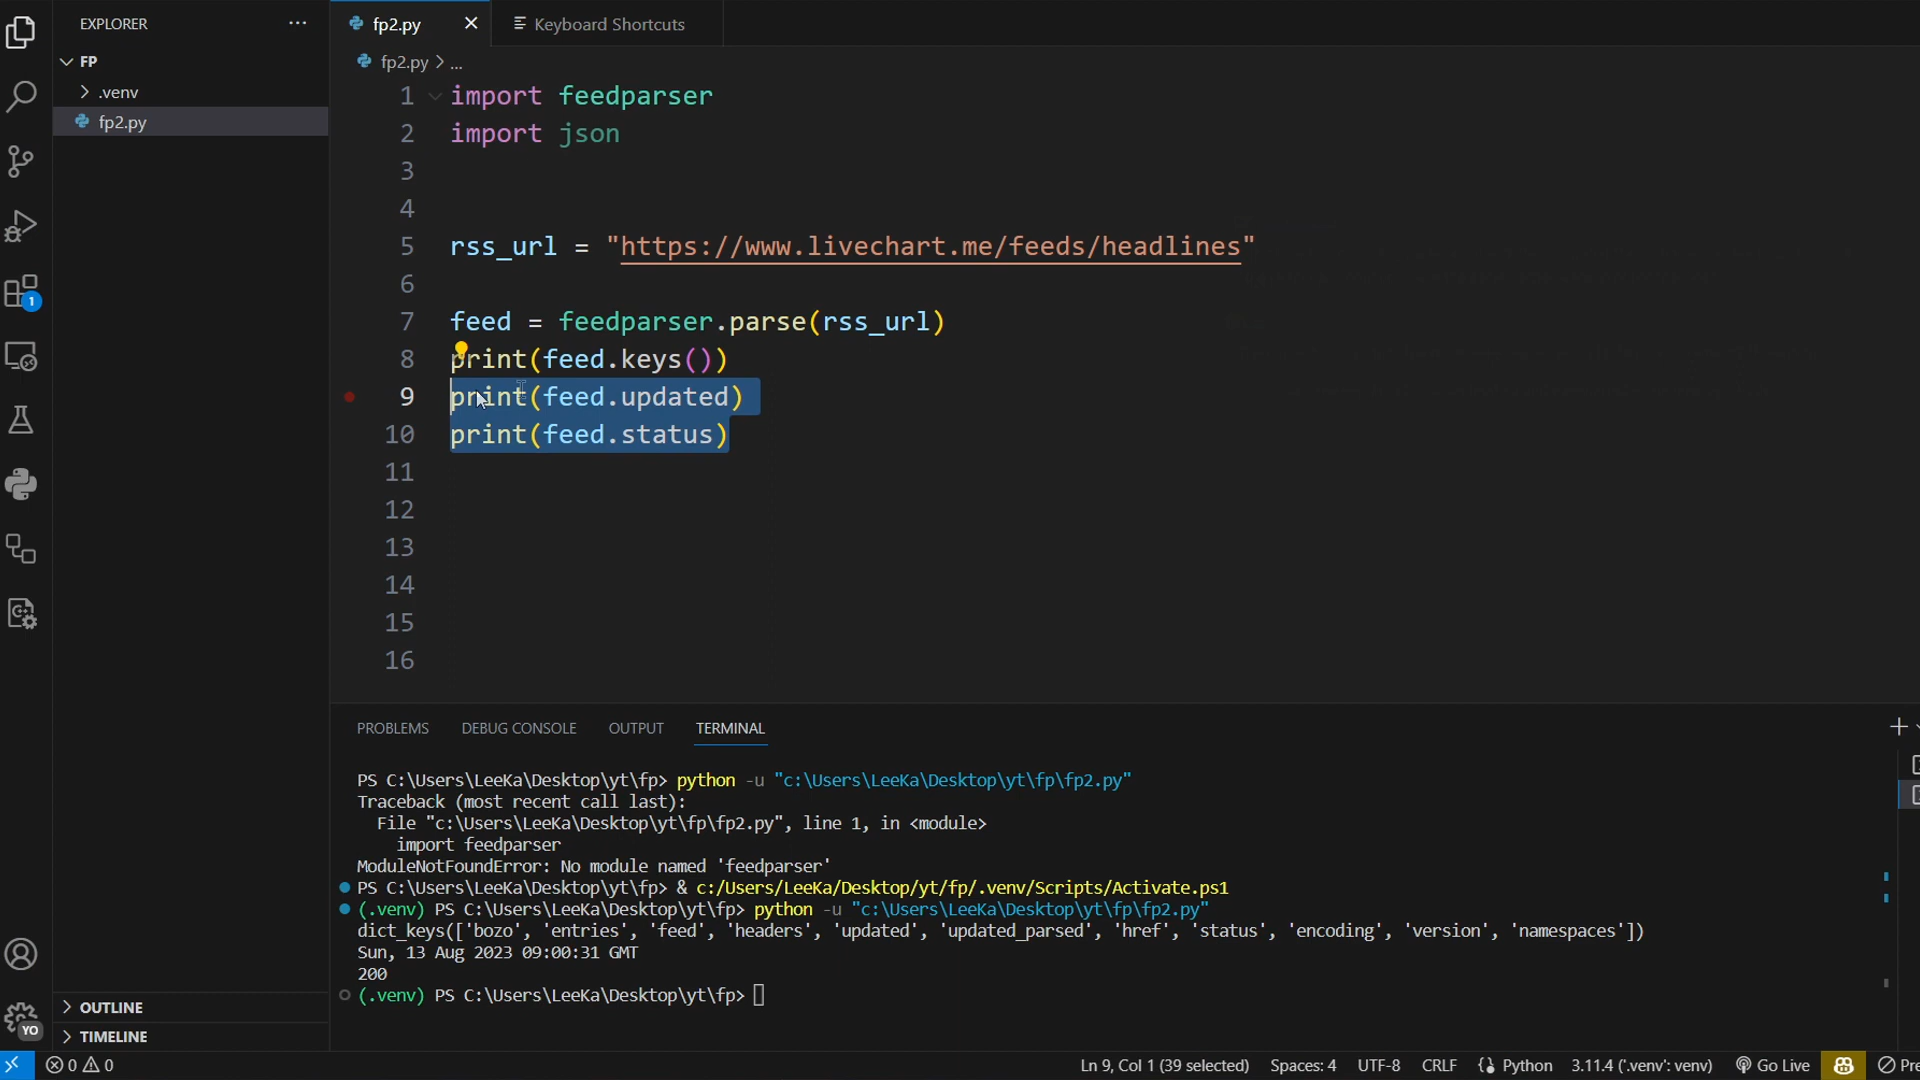 EXPLORER
···
FP
.venv
fp2.py
fp2.py
Keyboard Shortcuts
fp2.py > ...
1 import feedparser
2 import json
3
4
5 rss_url = "https://www.livechart.me/feeds/headlines"
6
7 feed = feedparser.parse(rss_url)
8 print(feed.keys())
9 print(feed.updated)
10 print(feed.status)
11
12
13
14
15
16
1
PROBLEMS DEBUG CONSOLE OUTPUT TERMINAL
PS C:\Users\LeeKa\Desktop\yt\fp> python -u "c:\Users\LeeKa\Desktop\yt\fp\fp2.py"
Traceback (most recent call last):
File "c:\Users\LeeKa\Desktop\yt\fp\fp2.py", line 1, in <module>
import feedparser
ModuleNotFoundError: No module named 'feedparser'
PS C:\Users\LeeKa\Desktop\yt\fp> & c:/Users/LeeKa/Desktop/yt/fp/.venv/Scripts/Activate.ps1
(.venv) PS C:\Users\LeeKa\Desktop\yt\fp> python -u "c:\Users\LeeKa\Desktop\yt\fp\fp2.py"
dict_keys(['bozo', 'entries', 'feed', 'headers', 'updated', 'updated_parsed', 'href', 'status', 'encoding', 'version', 'namespaces'])
Sun, 13 Aug 2023 09:00:31 GMT
200
(.venv) PS C:\Users\LeeKa\Desktop\yt\fp>
OUTLINE
YO
TIMELINE
0 0
Ln 9, Col 1 (39 selected) Spaces: 4 UTF-8 CRLF {} Python 3.11.4 ('.venv': venv) Go Live Pre